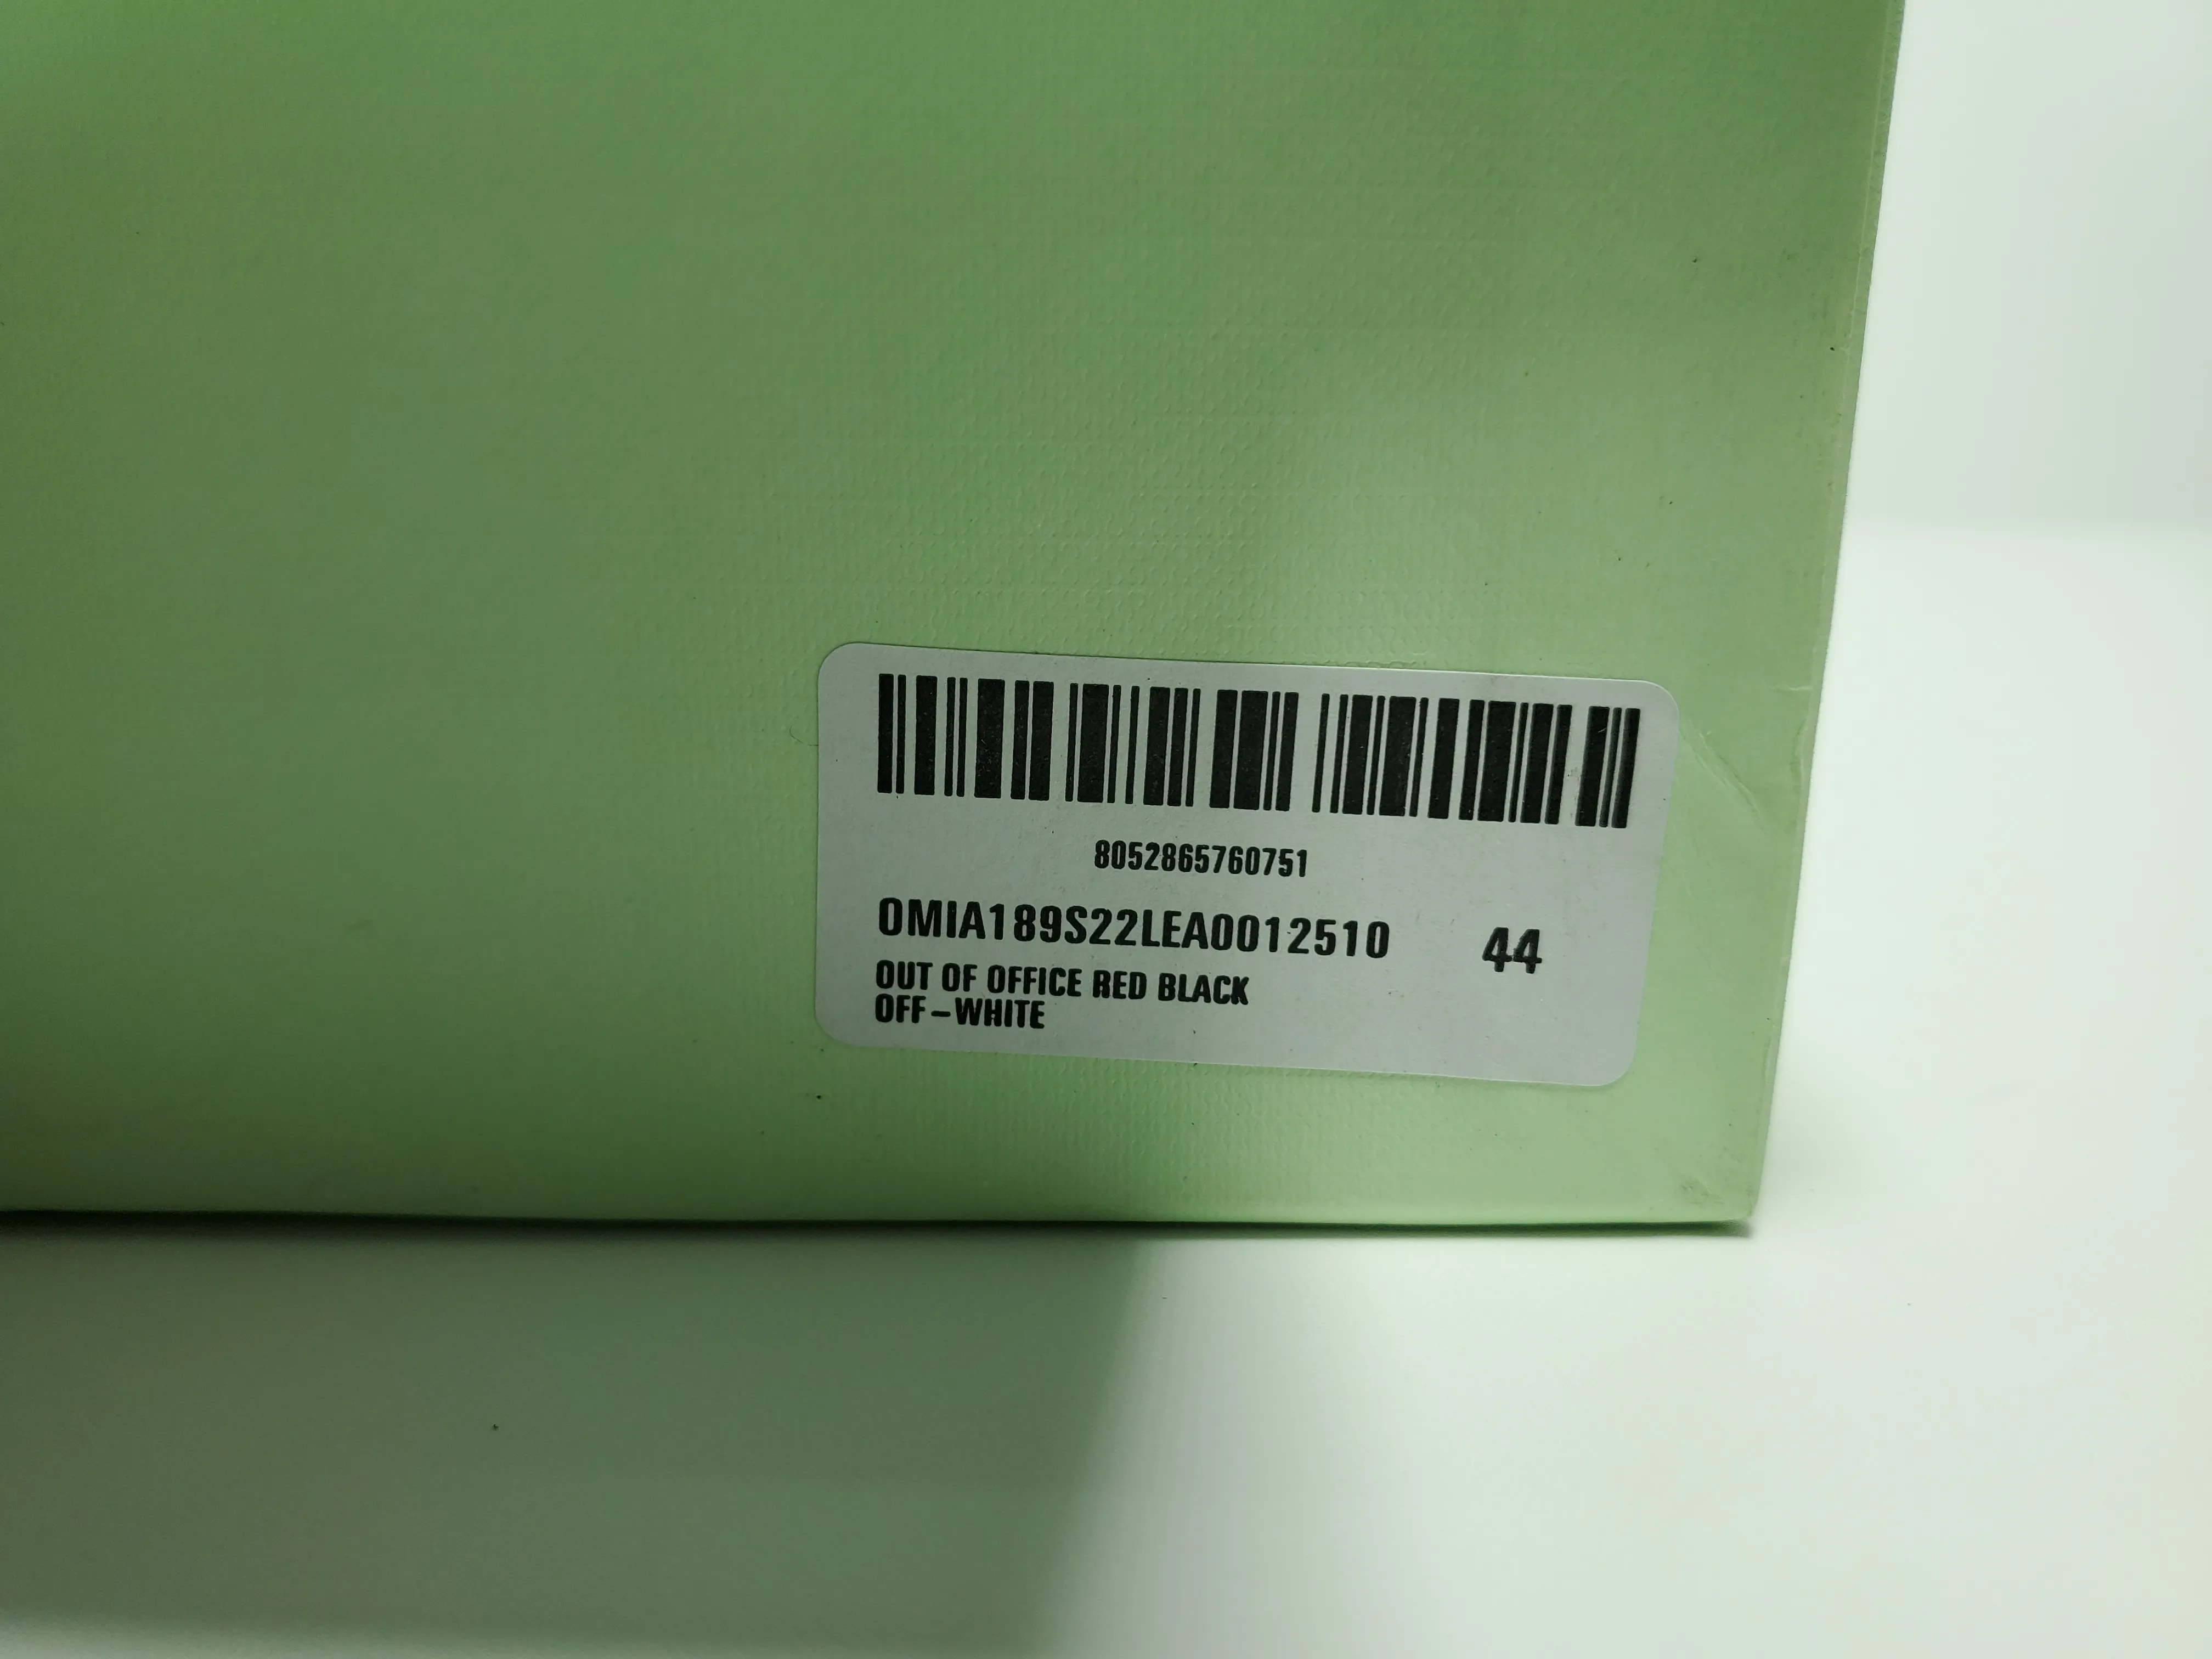 8052865760751
OMIA189S22LEA0012510 44
OUT OF OFFICE RED BLACK
OFF-WHITE